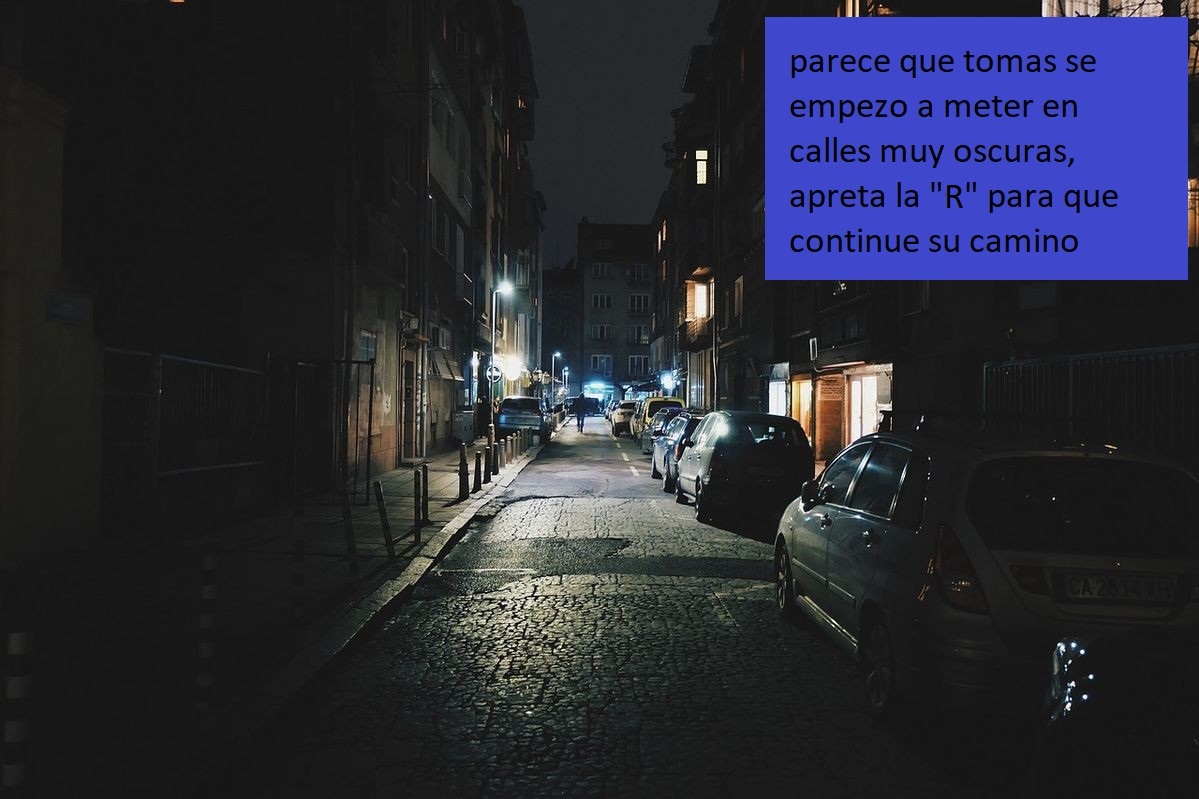 parece que tomas se
empezo a meter en
calles muy oscuras,
apreta la "R" para que
continue su camino
CA 2814 XH